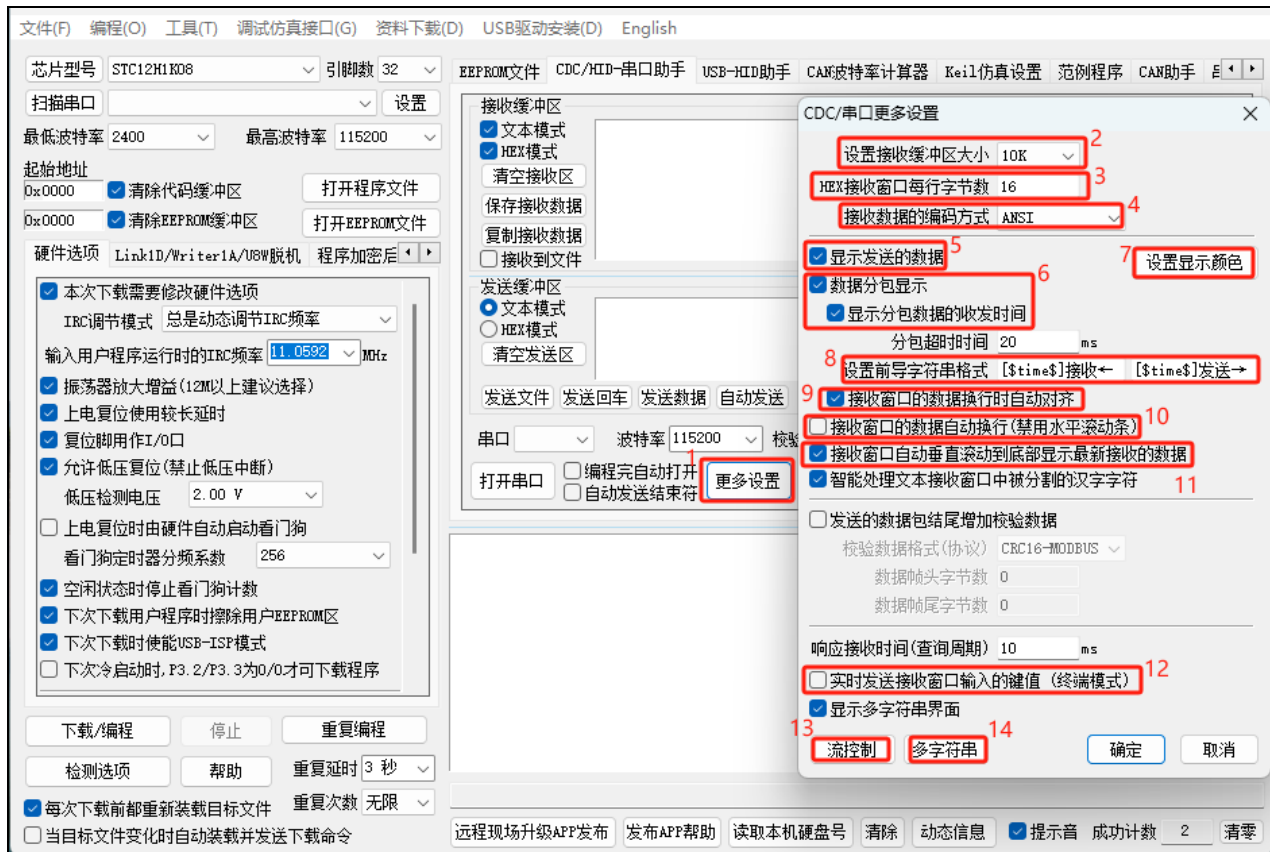 文件(F) 编程(O) 工具(T) 调试仿真接口(G) 资料下载(D) USB驱动安装(D) English
芯片型号 STC12H1K08 引脚数 32
扫描串口 设置
最低波特率 2400 最高波特率 115200
起始地址
0x0000 清除代码缓冲区 打开程序文件
0x0000 清除EEPROM缓冲区 打开EEPROM文件
硬件选项 Link1D/Writer1A/U8W脱机 程序加密后
本次下载需要修改硬件选项
IRC调节模式 总是动态调节IRC频率
输入用户程序运行时的IRC频率 11.0592 MHz
振荡器放大增益(12M以上建议选择)
上电复位使用较长延时
复位脚用作I/O口
允许低压复位(禁止低压中断)
低压检测电压 2.00 V
上电复位时由硬件自动启动看门狗
看门狗定时器分频系数 256
空闲状态时停止看门狗计数
下次下载用户程序时擦除用户EEPROM区
下次下载时使能USB-ISP模式
下次冷启动时,P3.2/P3.3为0/0才可下载程序
下载/编程 停止 重复编程
检测选项 帮助 重复延时 3 秒
每次下载前都重新装载目标文件 重复次数 无限
当目标文件变化时自动装载并发送下载命令
EEPROM文件 CDC/HID-串口助手 USB-HID助手 CAN波特率计算器 Keil仿真设置 范例程序 CAN助手
接收缓冲区
文本模式
HEX模式
清空接收区
保存接收数据
复制接收数据
接收到文件
发送缓冲区
文本模式
HEX模式
清空发送区
发送文件 发送回车 发送数据 自动发送
串口 波特率 115200 校验
1
打开串口 编程完自动打开 更多设置
自动发送结束符
CDC/串口更多设置
设置接收缓冲区大小 10K 2
HEX接收窗口每行字节数 16 3
接收数据的编码方式 ANSI 4
显示发送的数据 5 7 设置显示颜色
数据分包显示 6
显示分包数据的收发时间
分包超时时间 20 ms
8 设置前导字符串格式 [$time$]接收← [$time$]发送→
9 接收窗口的数据换行时自动对齐
接收窗口的数据自动换行(禁用水平滚动条) 10
接收窗口自动垂直滚动到底部显示最新接收的数据
智能处理文本接收窗口中被分割的汉字字符 11
发送的数据包结尾增加校验数据
校验数据格式(协议) CRC16-MODBUS
数据帧头字节数 0
数据帧尾字节数 0
响应接收时间(查询周期) 10 ms
实时发送接收窗口输入的键值 (终端模式) 12
显示多字符串界面
13 流控制 多字符串 14 确定 取消
远程现场升级APP发布 发布APP帮助 读取本机硬盘号 清除 动态信息 提示音 成功计数 2 清零